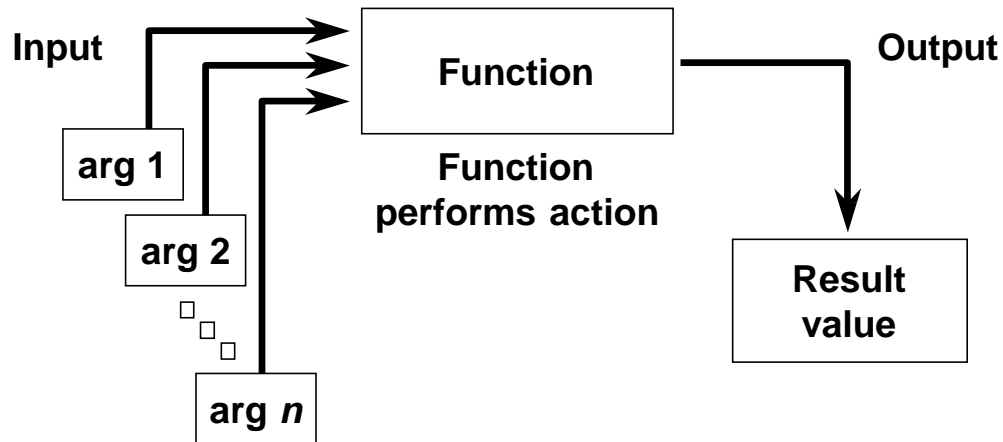 Input
Function
Output
arg 1
Function
performs action
arg 2
Result
value
arg n